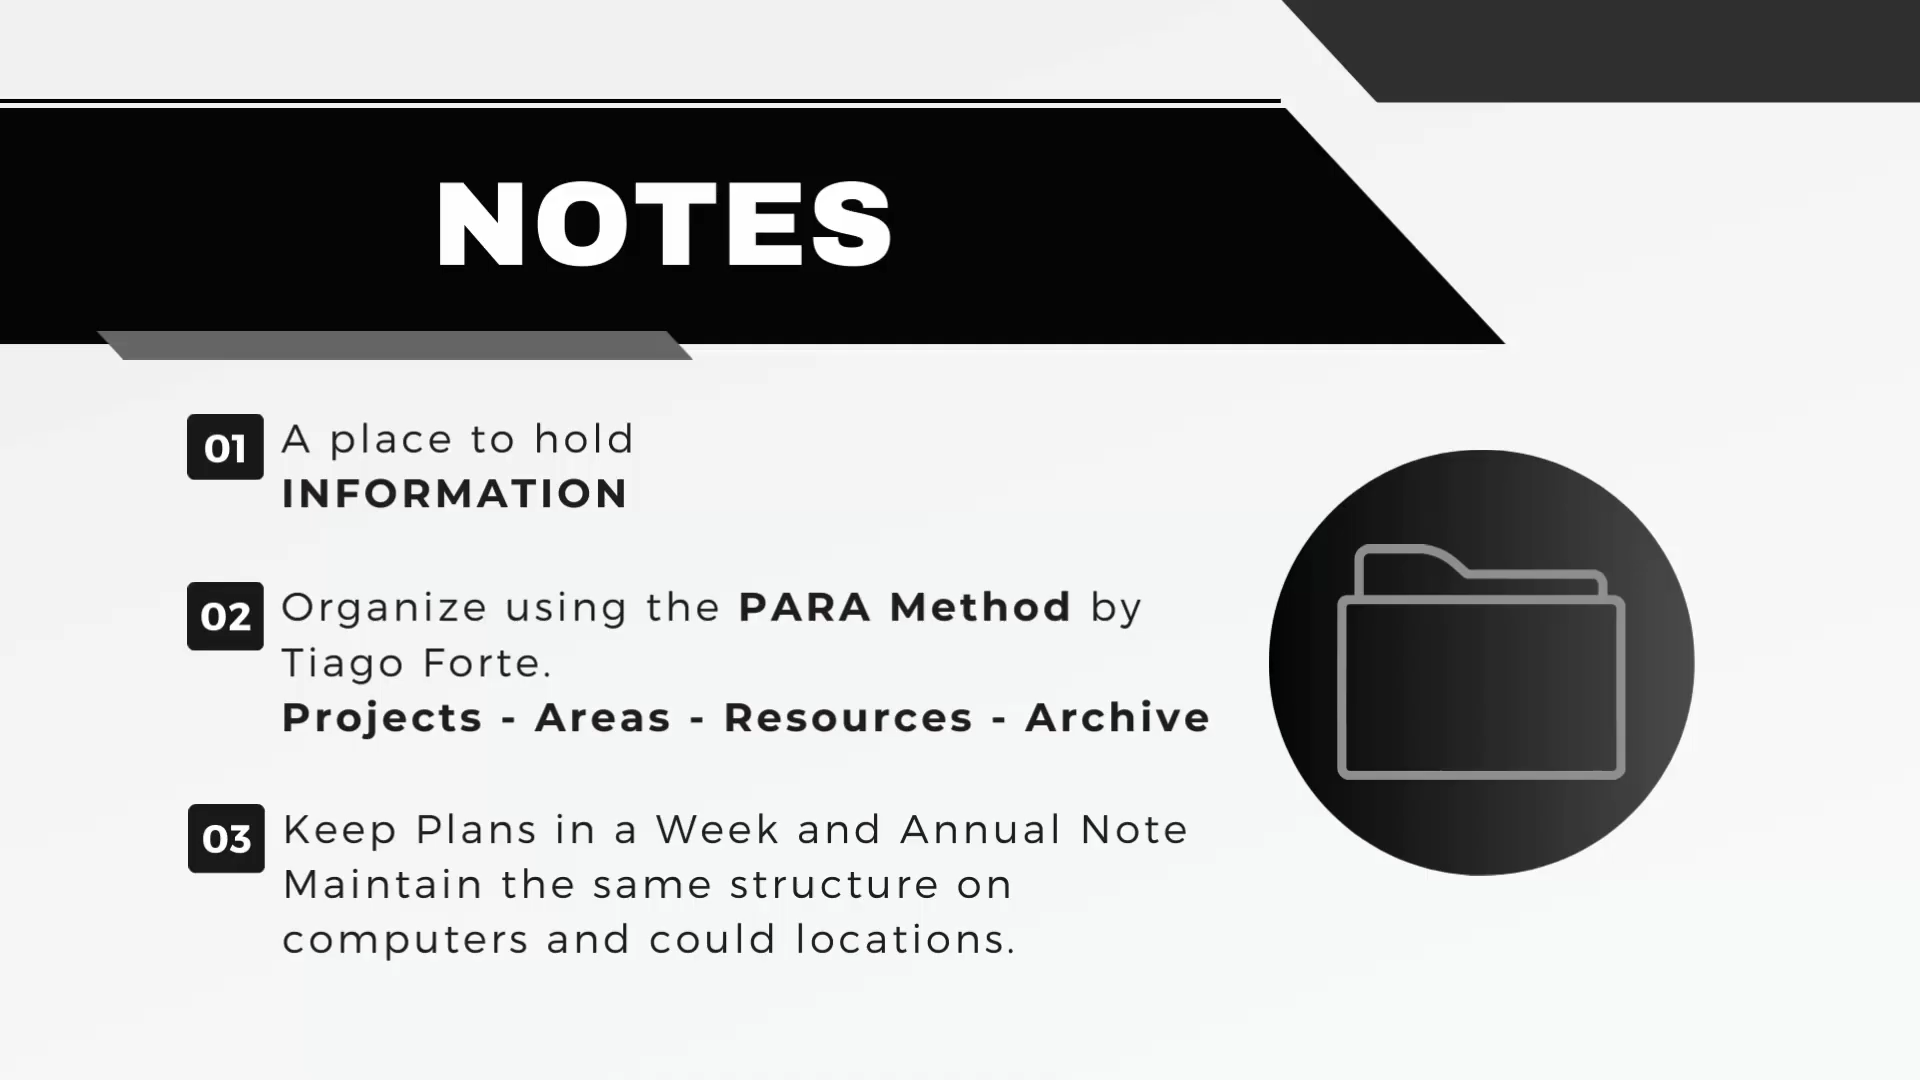 NOTES
01
A place to hold
INFORMATION
02
Organize using the PARA Method by
Tiago Forte.
Projects - Areas - Resources - Archive
03
Keep Plans in a Week and Annual Note
Maintain the same structure on
computers and could locations.